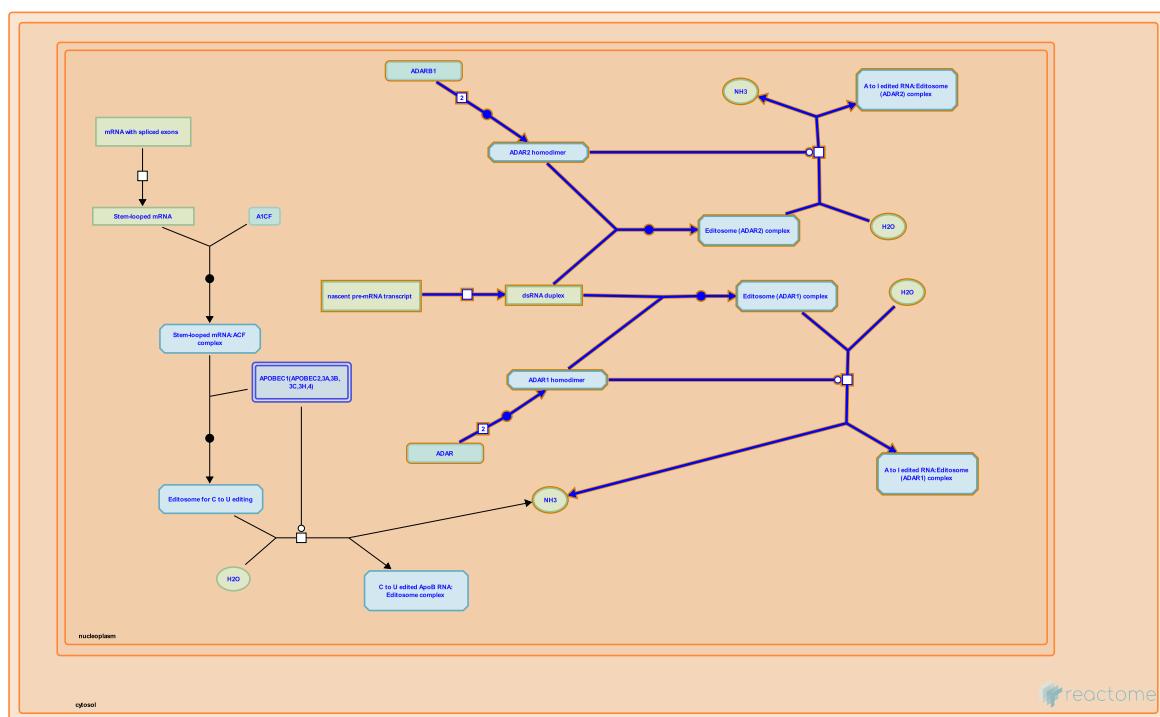 ADARB1
2
NH3
A to I edited RNA:Editosome
(ADAR2) complex
mRNA with spliced exons
ADAR2 homodimer
Stem-looped mRNA
A1CF
Editosome (ADAR2) complex
H2O
nascent pre-mRNA transcript
dsRNA duplex
Editosome (ADAR1) complex
H2O
Stem-looped mRNA:ACF
complex
APOBEC1(APOBEC2,3A,3B,
3C,3H,4)
ADAR1 homodimer
2
ADAR
A to I edited RNA:Editosome
(ADAR1) complex
Editosome for C to U editing
NH3
H2O
C to U edited ApoB RNA:
Editosome complex
nucleoplasm
cytosol
reactome